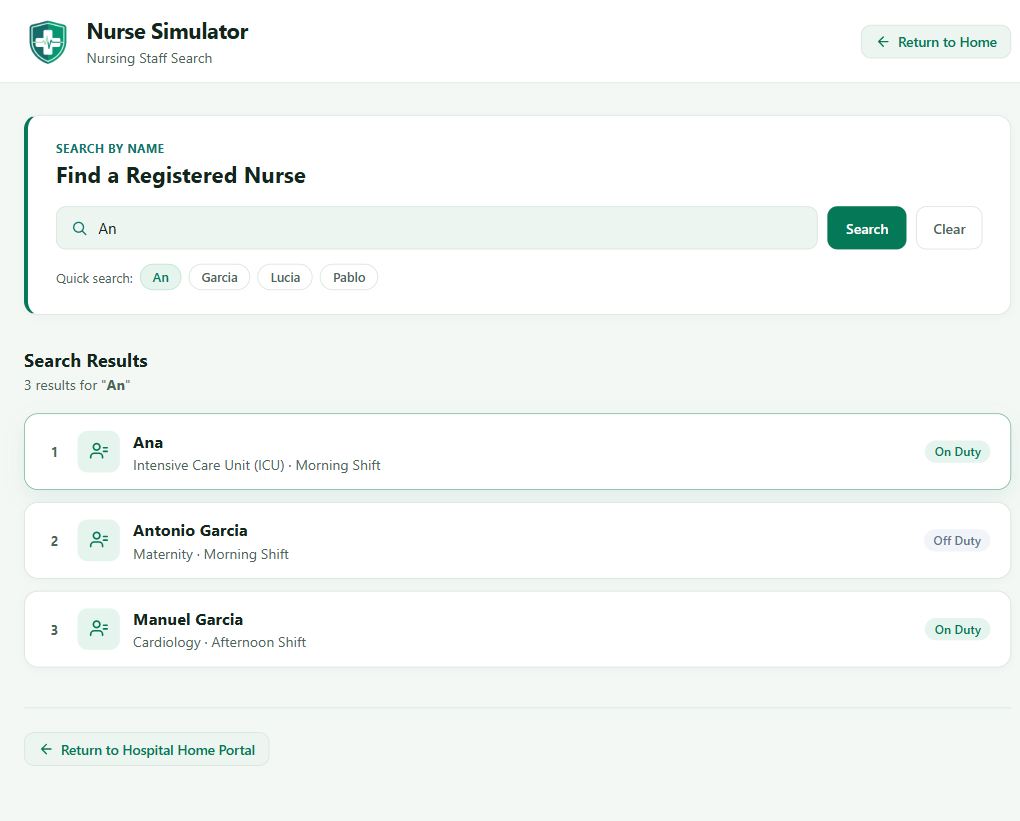 Nurse Simulator
Nursing Staff Search
← Return to Home
SEARCH BY NAME
Find a Registered Nurse
An
Search
Clear
Quick search:
An
Garcia
Lucia
Pablo
Search Results
3 results for "An"
1
Ana
Intensive Care Unit (ICU) · Morning Shift
On Duty
2
Antonio Garcia
Maternity · Morning Shift
Off Duty
3
Manuel Garcia
Cardiology · Afternoon Shift
On Duty
← Return to Hospital Home Portal